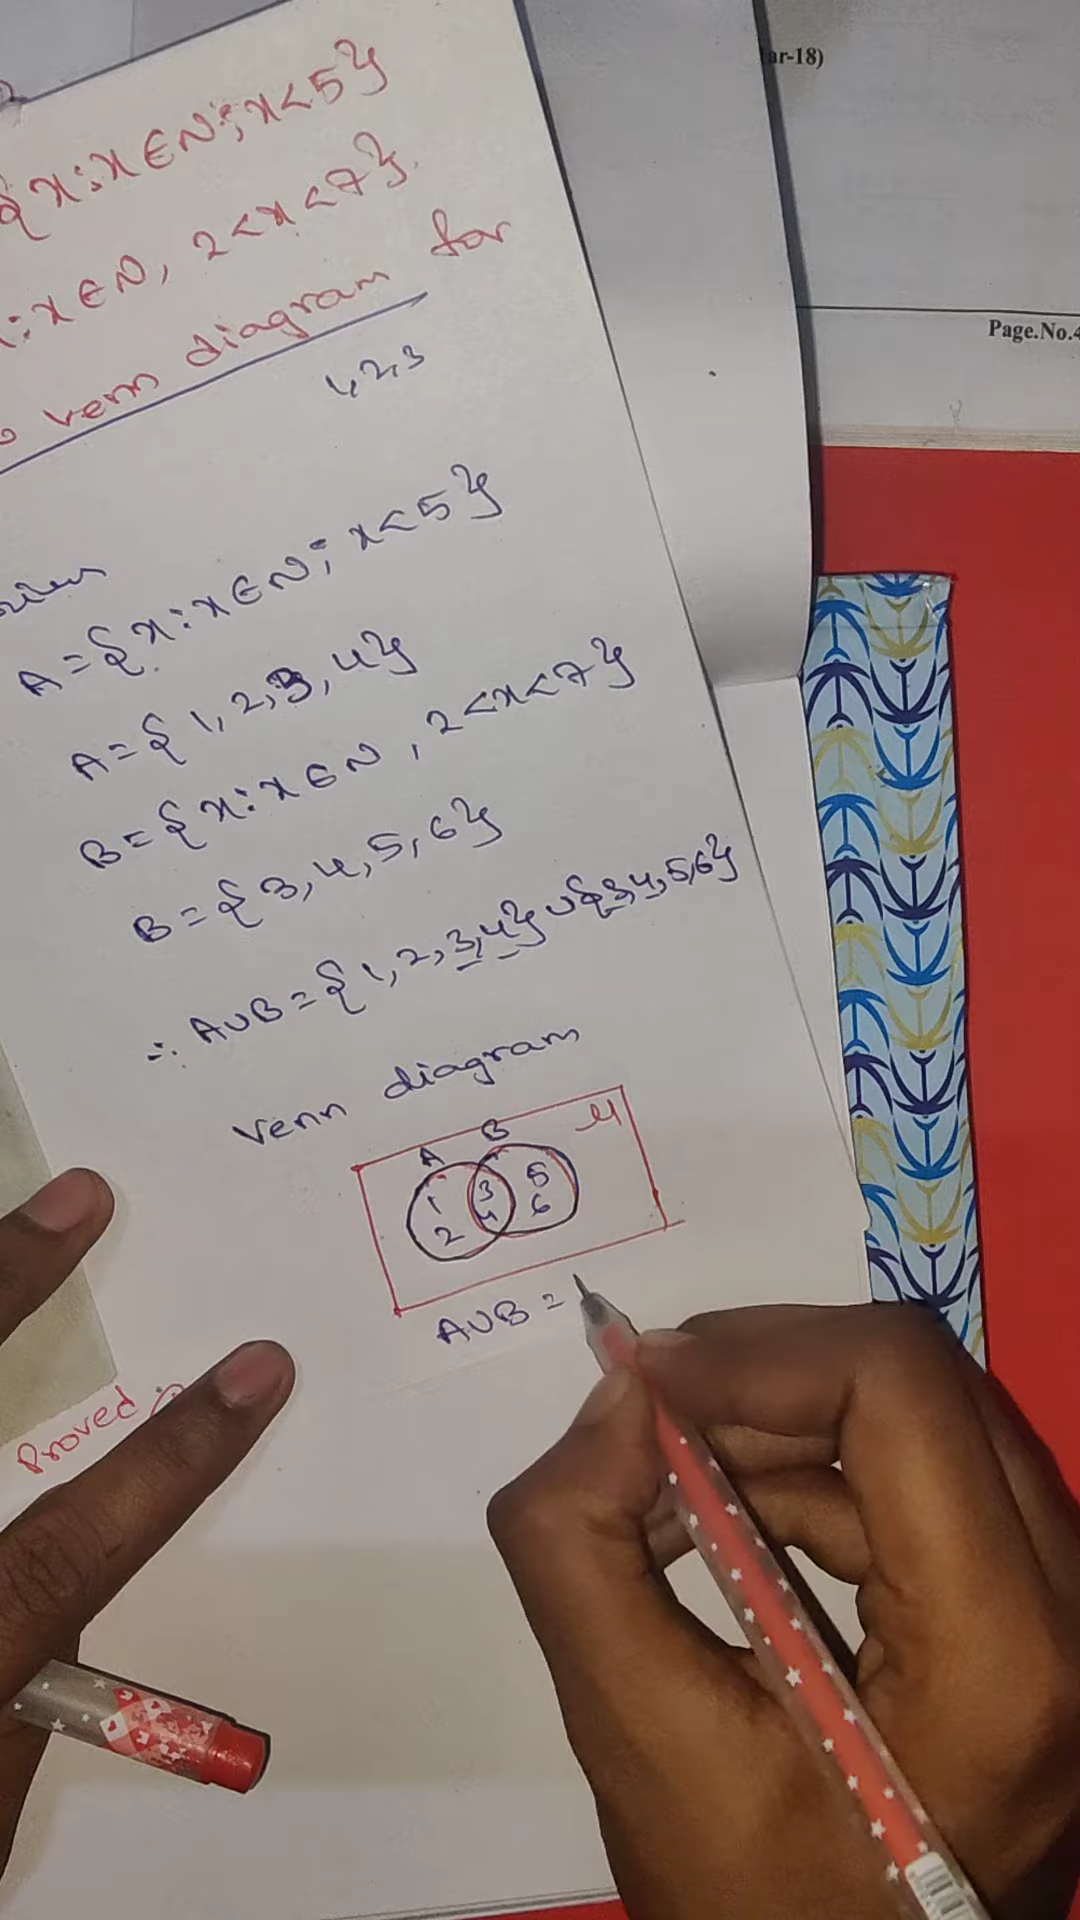 {x:x∈N; x<5}
:x∈N, 2<x<7}.
venn diagram for
1,2,3
A={x:x∈N; x<5}
A={1,2,3,4}
B={x:x∈N, 2<x<7}
B={3,4,5,6}
∴ A∪B={1,2,3,4}∪{3,4,5,6}
Venn diagram
A B μ
1 3 5
2 4 6
A∪B =
Proved
ar-18)
Page.No.4